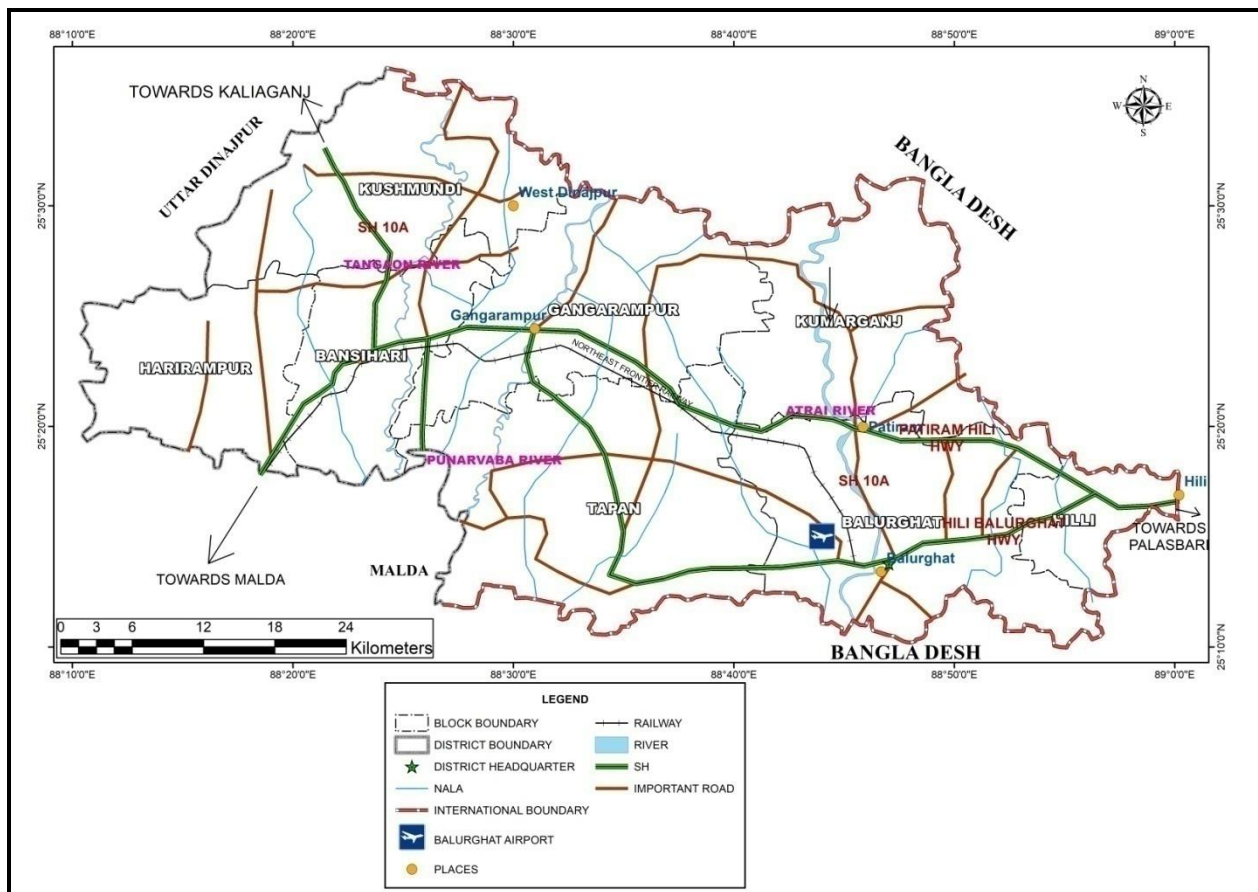 88°10'0"E 88°20'0"E 88°30'0"E 88°40'0"E 88°50'0"E 89°0'0"E
TOWARDS KALIAGANJ
N
W E
S
UTTAR DINAJPUR
BANGLA DESH
KUSHMUNDI
West Dinajpur
25°30'0"N 25°30'0"N
SH 10A
TANGAON RIVER
Gangarampur
GANGARAMPUR
KUMARGANJ
BANSIHARI
HARIRAMPUR
NORTHEAST FRONTIER RAILWAY
ATRAI RIVER
Patiram
25°20'0"N 25°20'0"N
PATIRAM HILI
HWY
PUNARVABA RIVER
SH 10A
Hili
TAPAN
BALURGHAT
HILI BALURGHAT
HWY
HILLI
TOWARDS
PALASBARI
Balurghat
MALDA
TOWARDS MALDA
0 3 6 12 18 24
Kilometers
BANGLA DESH
25°10'0"N 25°10'0"N
88°10'0"E 88°20'0"E 88°30'0"E 88°40'0"E 88°50'0"E 89°0'0"E
LEGEND
BLOCK BOUNDARY RAILWAY
DISTRICT BOUNDARY RIVER
DISTRICT HEADQUARTER SH
NALA IMPORTANT ROAD
INTERNATIONAL BOUNDARY
BALURGHAT AIRPORT
PLACES